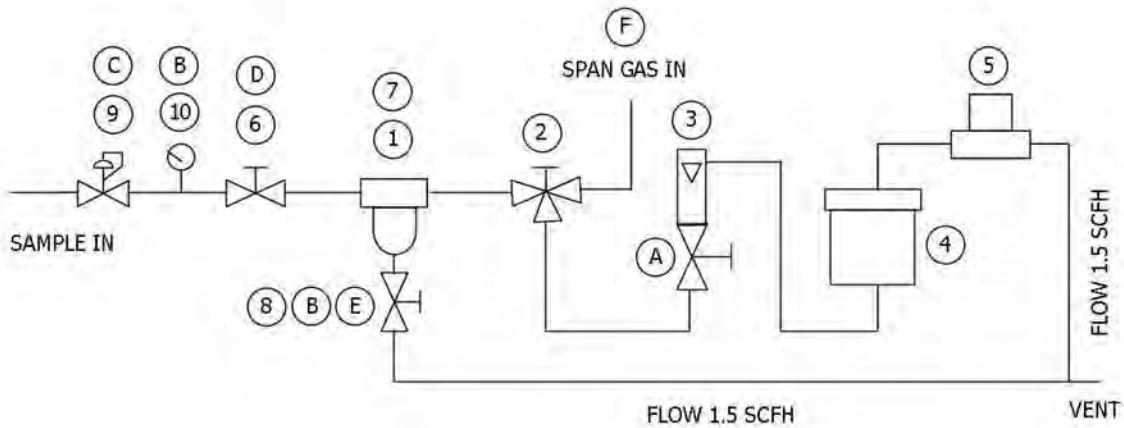 C
B
D
F
SPAN GAS IN
9
10
6
7
1
2
3
5
SAMPLE IN
8 B E
A
4
FLOW 1.5 SCFH
FLOW 1.5 SCFH
VENT